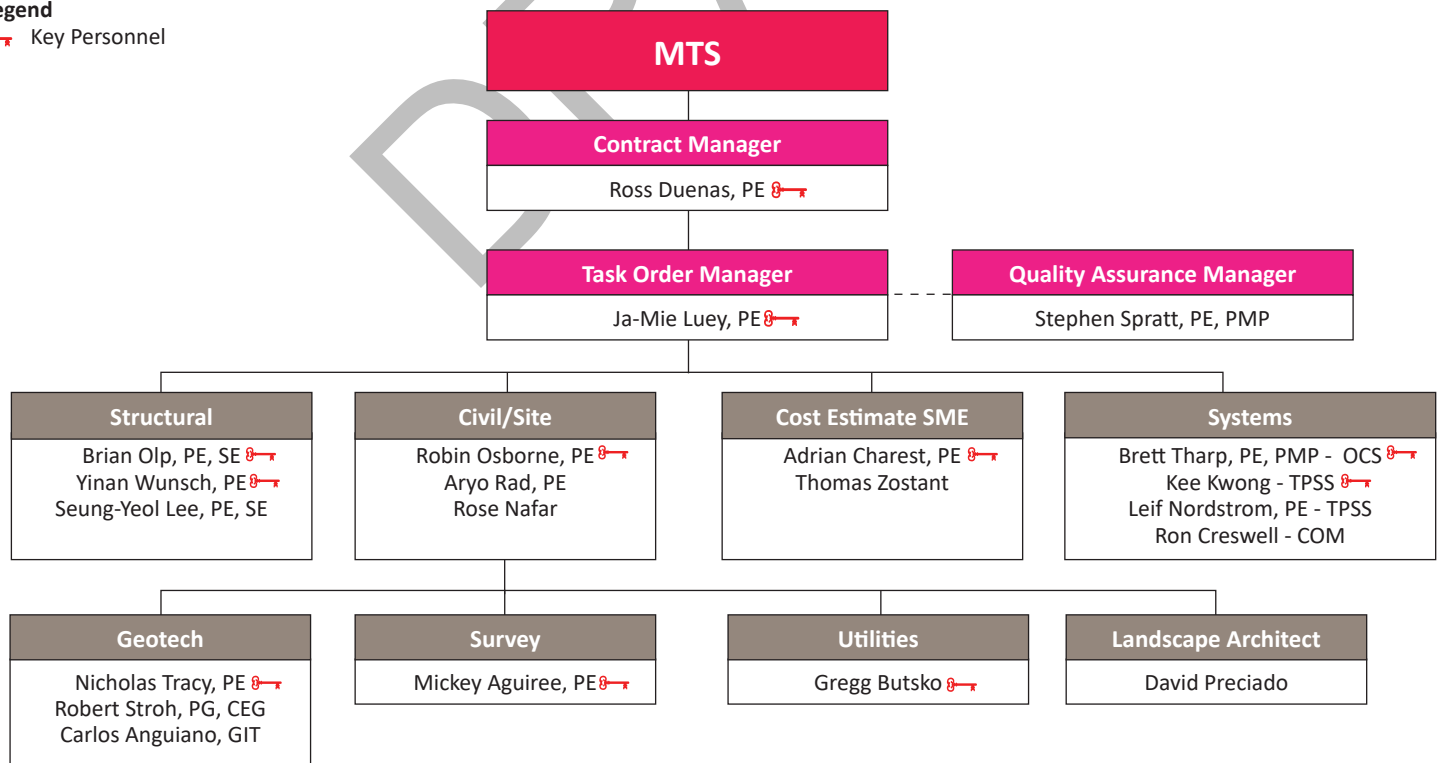 Legend
Key Personnel
MTS
Contract Manager
Ross Duenas, PE
Task Order Manager
Ja-Mie Luey, PE
Quality Assurance Manager
Stephen Spratt, PE, PMP
Structural
Brian Olp, PE, SE
Yinan Wunsch, PE
Seung-Yeol Lee, PE, SE
Civil/Site
Robin Osborne, PE
Aryo Rad, PE
Rose Nafar
Cost Estimate SME
Adrian Charest, PE
Thomas Zostant
Systems
Brett Tharp, PE, PMP - OCS
Kee Kwong - TPSS
Leif Nordstrom, PE - TPSS
Ron Creswell - COM
Geotech
Nicholas Tracy, PE
Robert Stroh, PG, CEG
Carlos Anguiano, GIT
Survey
Mickey Aguiree, PE
Utilities
Gregg Butsko
Landscape Architect
David Preciado